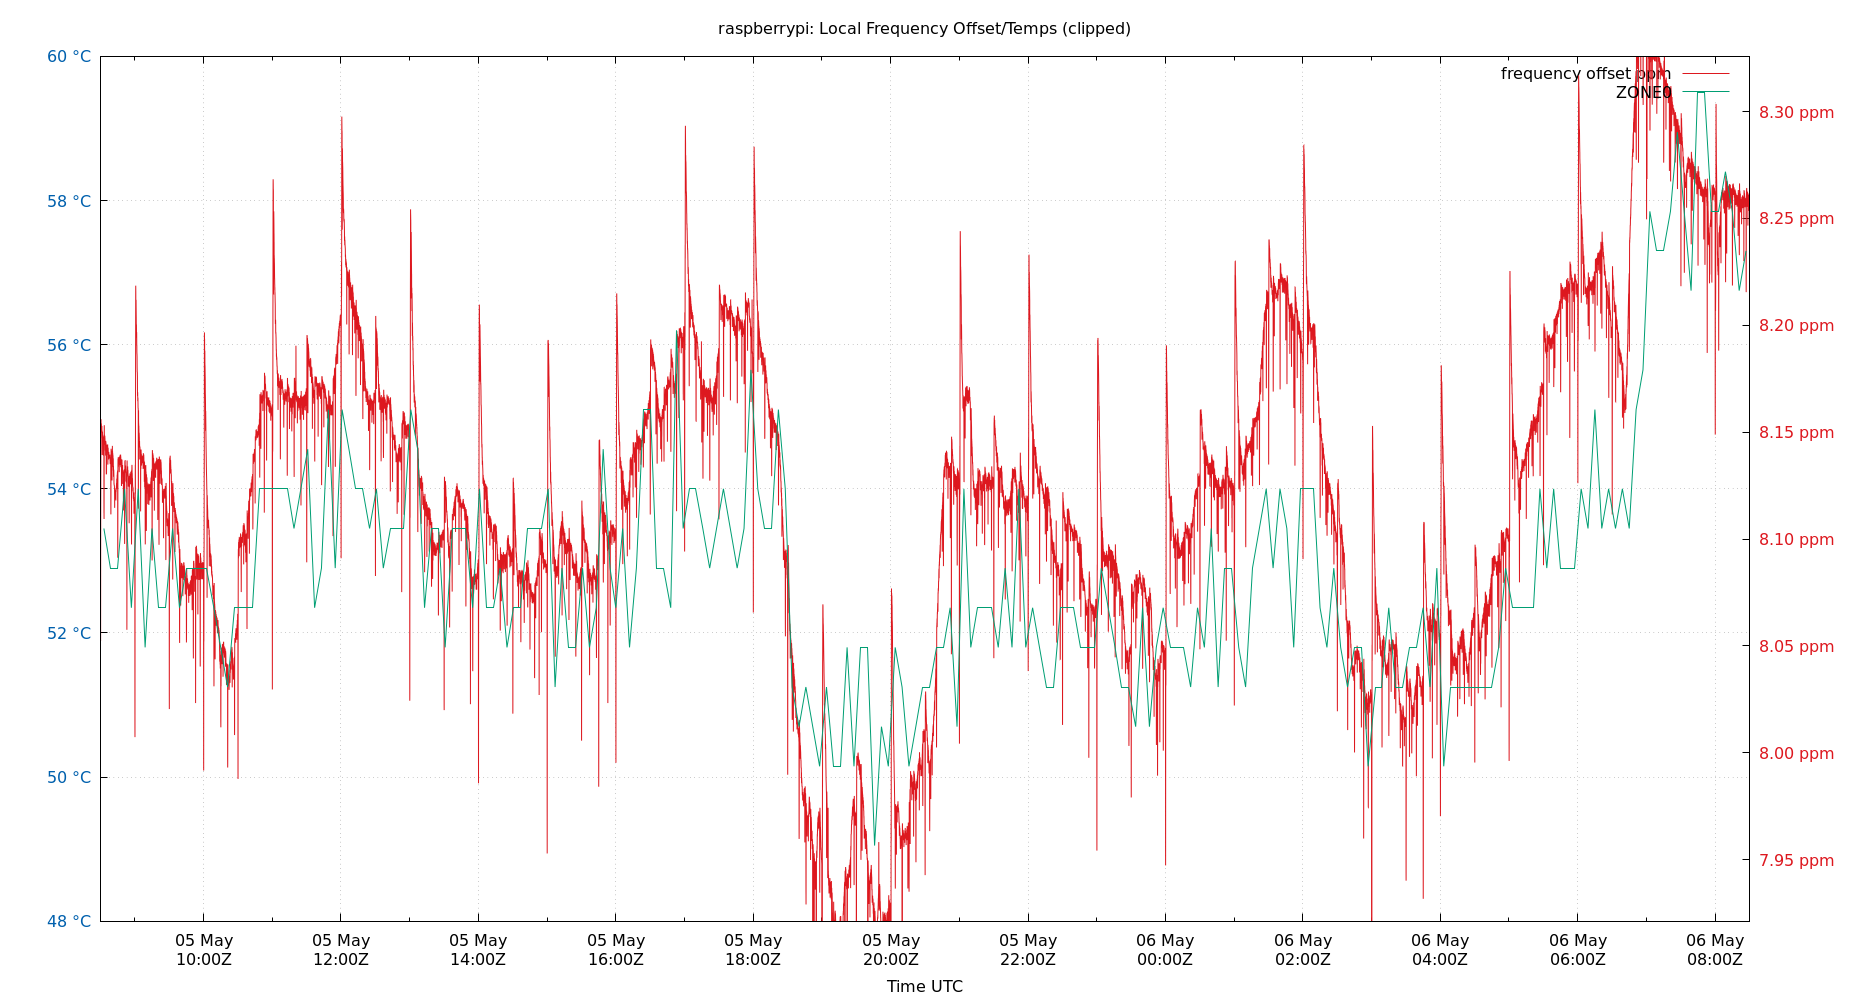 raspberrypi: Local Frequency Offset/Temps (clipped)
60 °C
58 °C
56 °C
54 °C
52 °C
50 °C
48 °C
frequency offset ppm
ZONE0
8.30 ppm
8.25 ppm
8.20 ppm
8.15 ppm
8.10 ppm
8.05 ppm
8.00 ppm
7.95 ppm
05 May 05 May 05 May 05 May 05 May 05 May 05 May 06 May 06 May 06 May 06 May 06 May
10:00Z 12:00Z 14:00Z 16:00Z 18:00Z 20:00Z 22:00Z 00:00Z 02:00Z 04:00Z 06:00Z 08:00Z
Time UTC